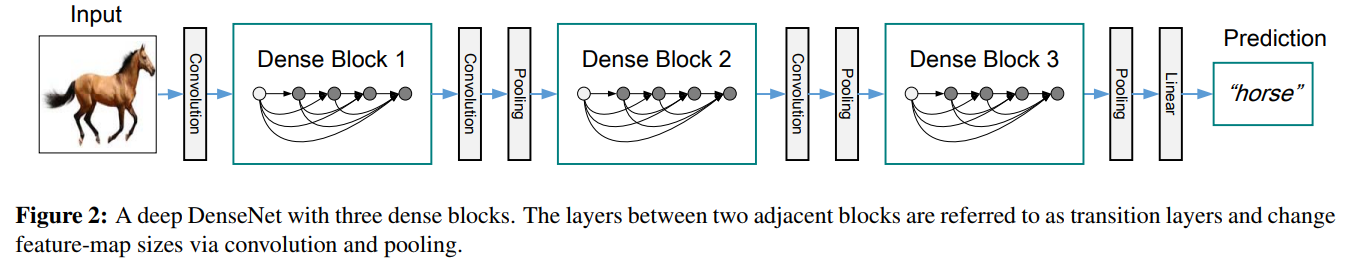 Input
Convolution
Dense Block 1
Convolution
Pooling
Dense Block 2
Convolution
Pooling
Dense Block 3
Pooling
Linear
Prediction
“horse”
Figure 2: A deep DenseNet with three dense blocks. The layers between two adjacent blocks are referred to as transition layers and change
feature-map sizes via convolution and pooling.